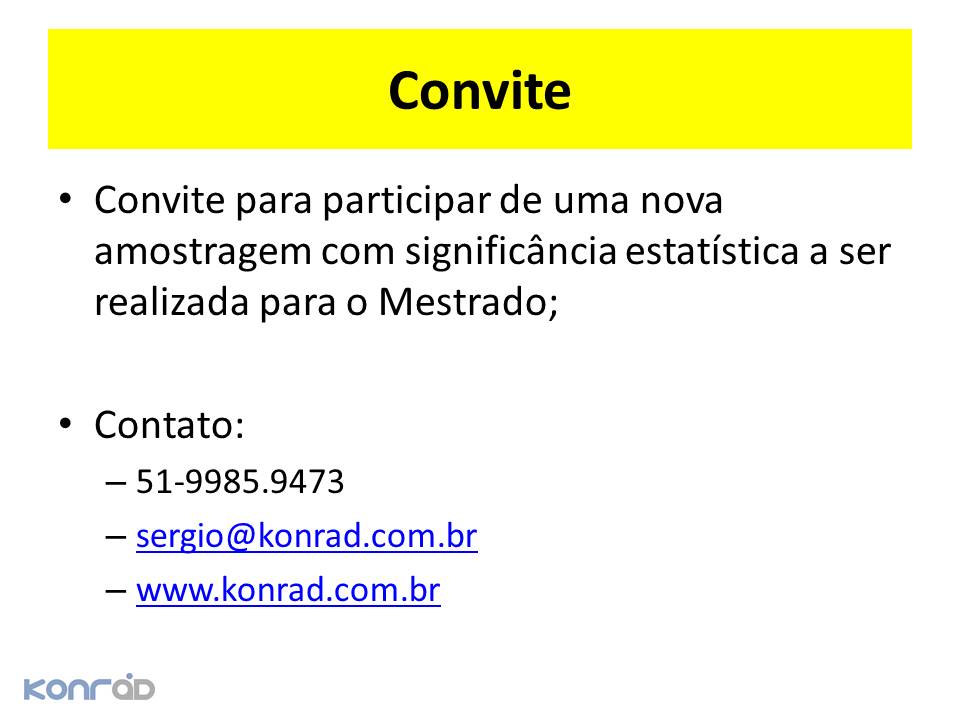 Convite
• Convite para participar de uma nova
amostragem com significância estatística a ser
realizada para o Mestrado;
• Contato:
– 51-9985.9473
– sergio@konrad.com.br
– www.konrad.com.br
konrad